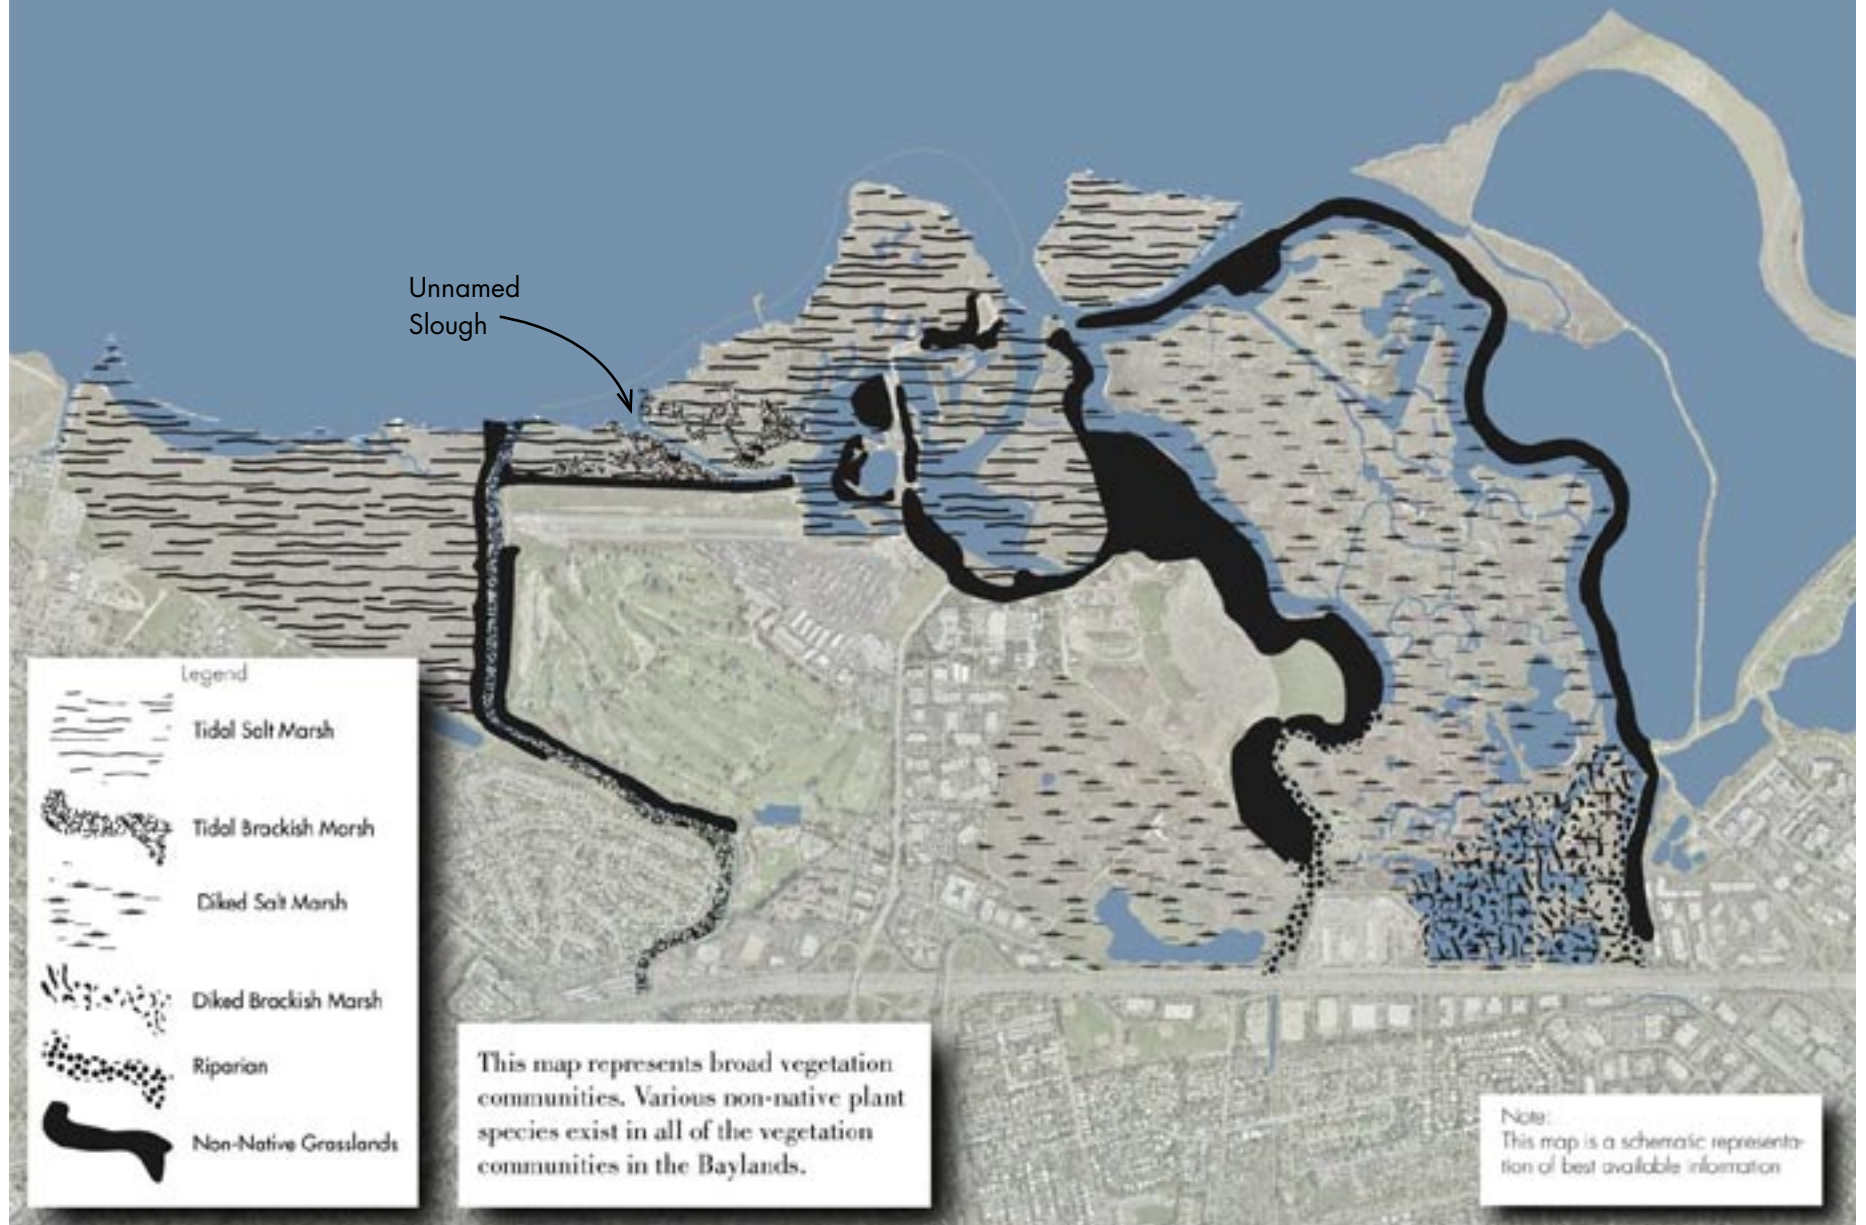 Unnamed
Slough
Legend
Tidal Salt Marsh
Tidal Brackish Marsh
Diked Salt Marsh
Diked Brackish Marsh
Riparian
Non-Native Grasslands
This map represents broad vegetation
communities. Various non-native plant
species exist in all of the vegetation
communities in the Baylands.
Note:
This map is a schematic representa-
tion of best available information